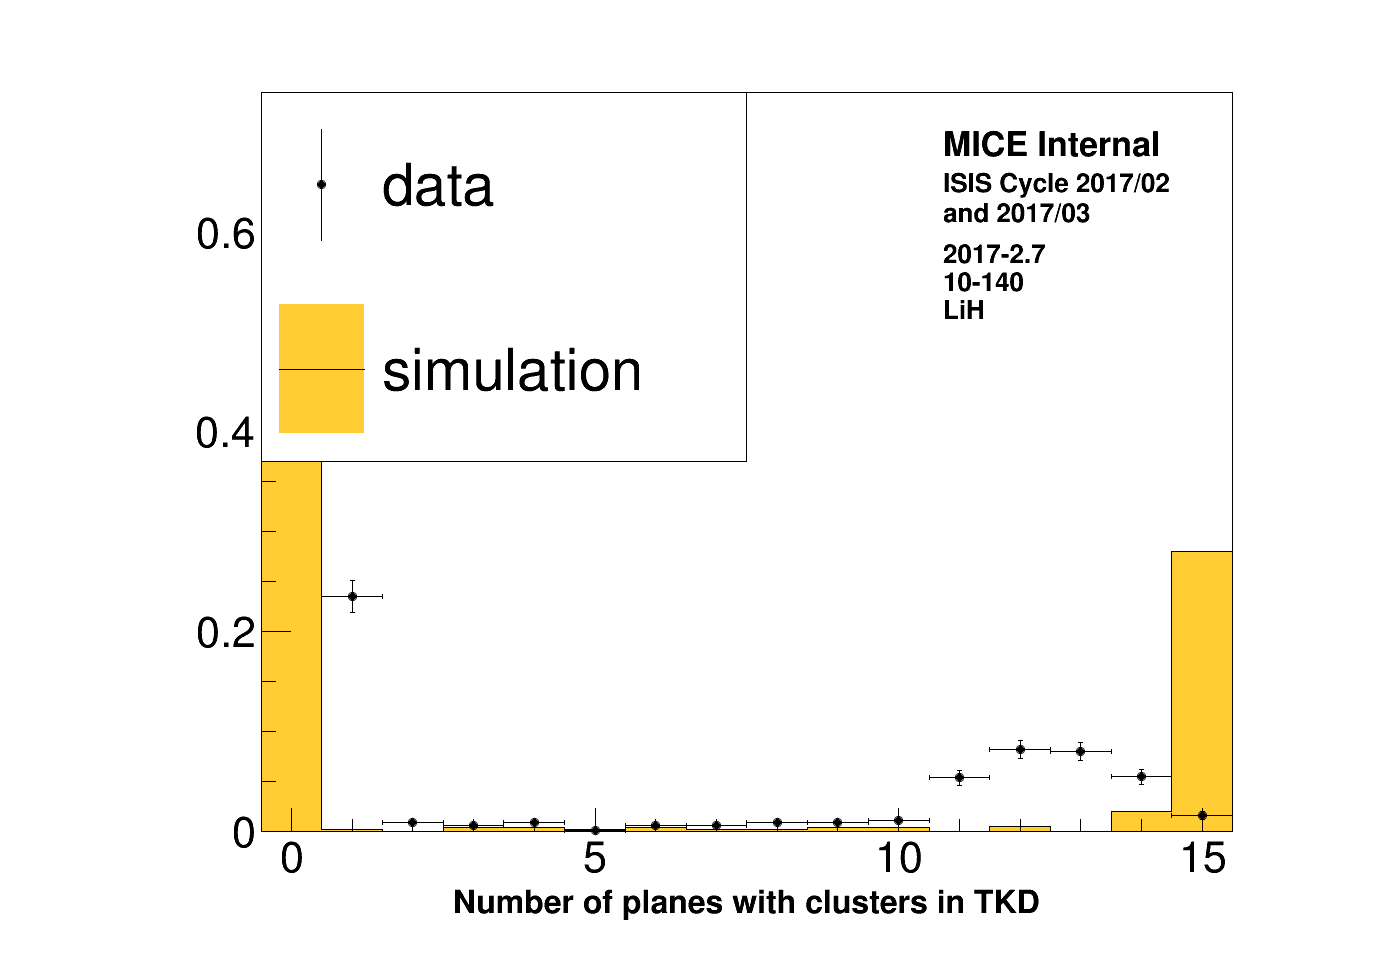 data
simulation
MICE Internal
ISIS Cycle 2017/02
and 2017/03
2017-2.7
10-140
LiH
0.6
0.4
0.2
0
0 5 10 15
Number of planes with clusters in TKD